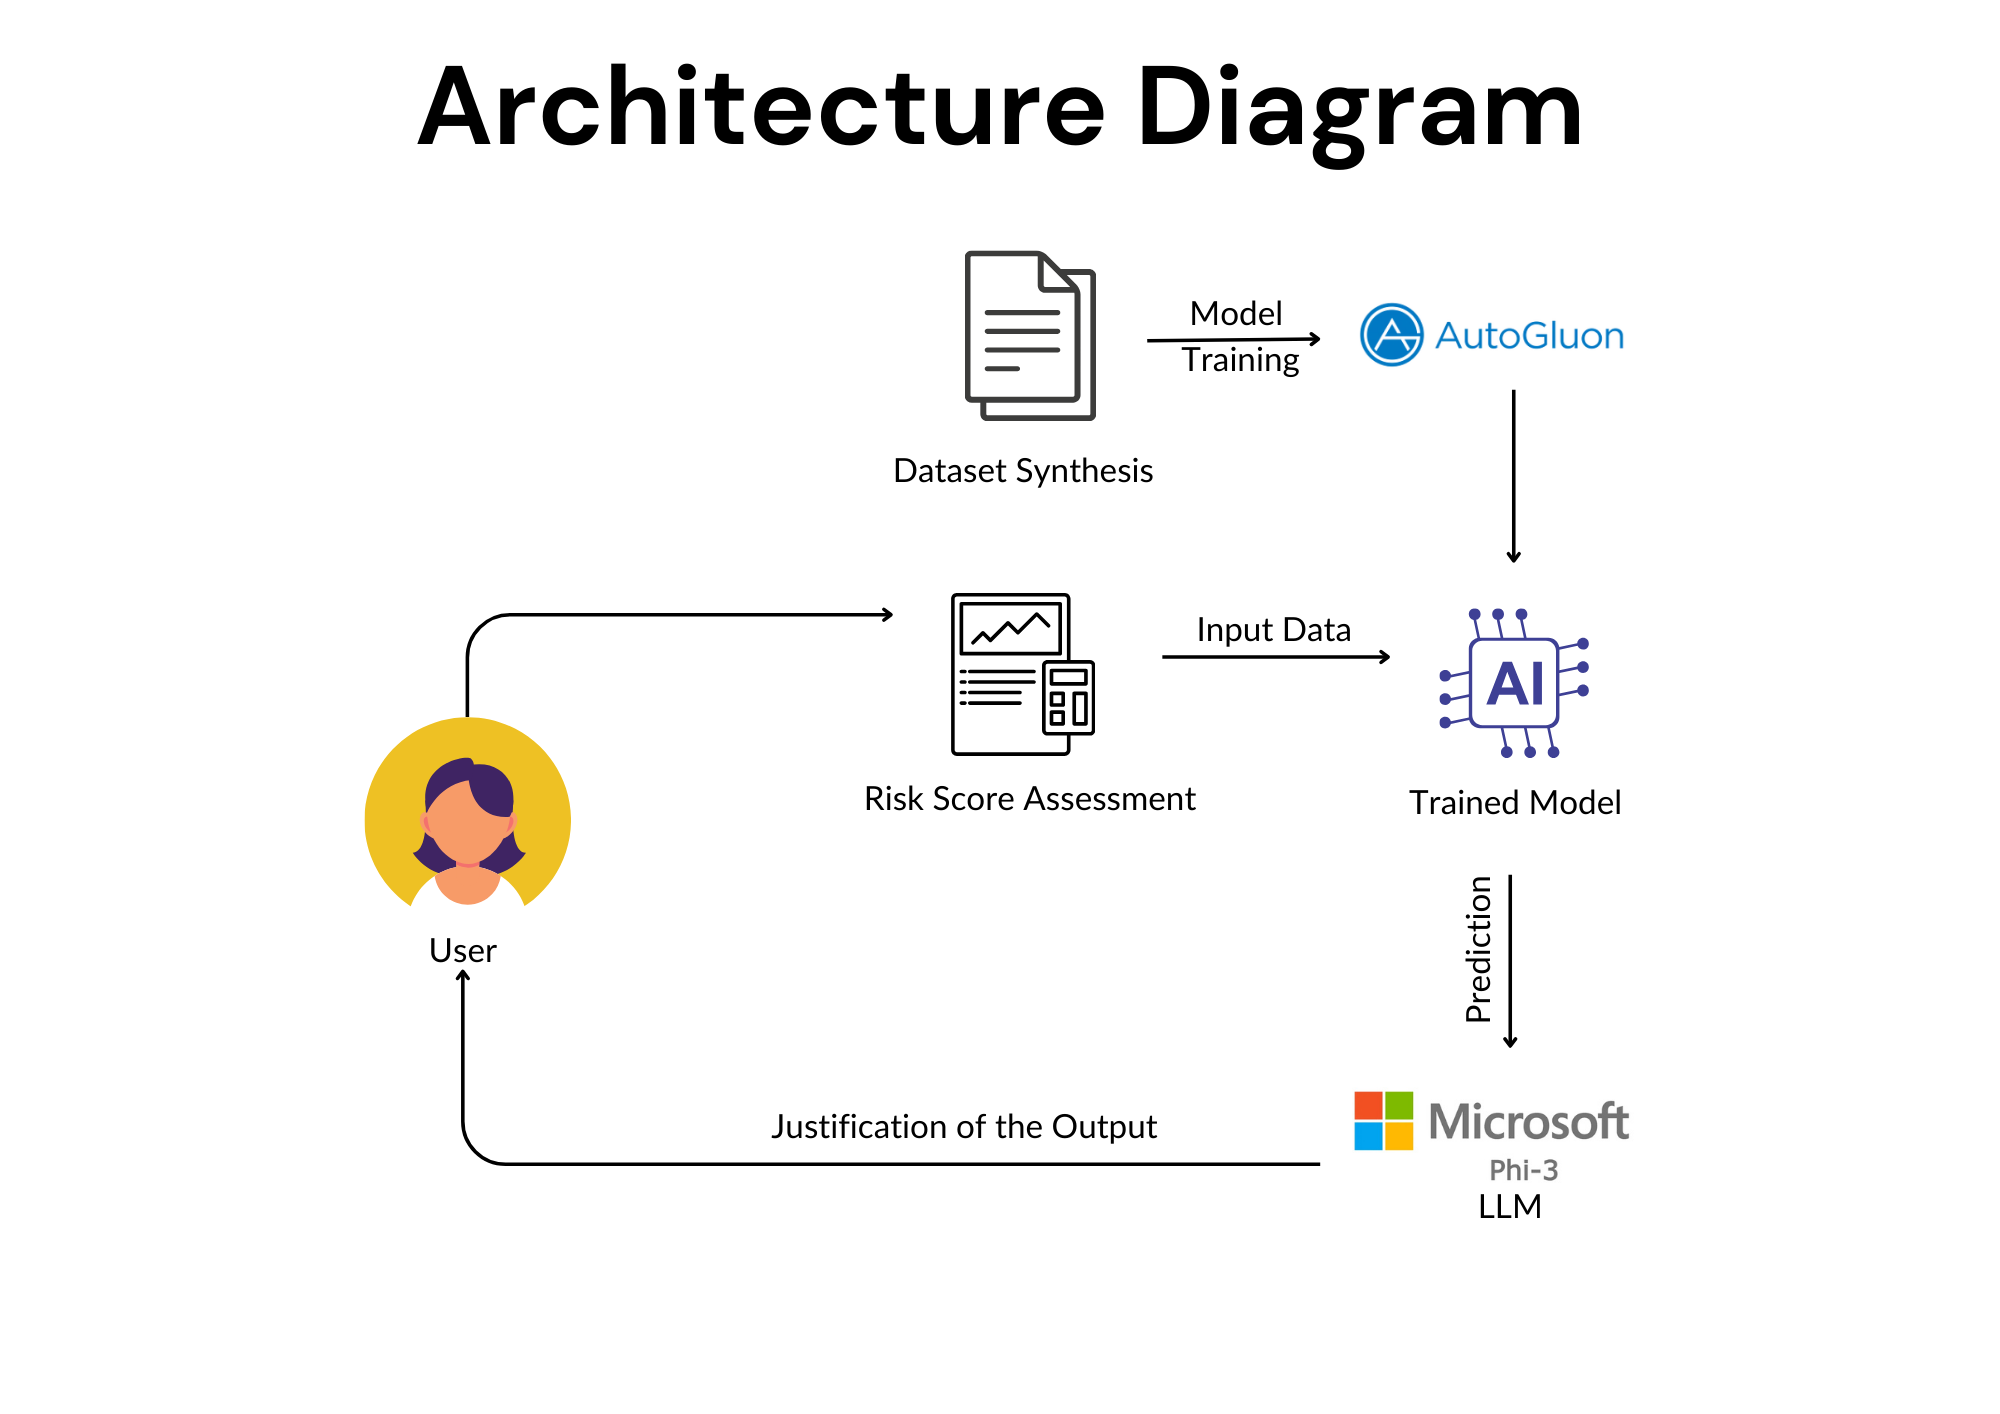 Architecture Diagram
Model
Training
AutoGluon
Dataset Synthesis
Input Data
AI
Risk Score Assessment
Trained Model
Prediction
User
Justification of the Output
Microsoft
Phi-3
LLM